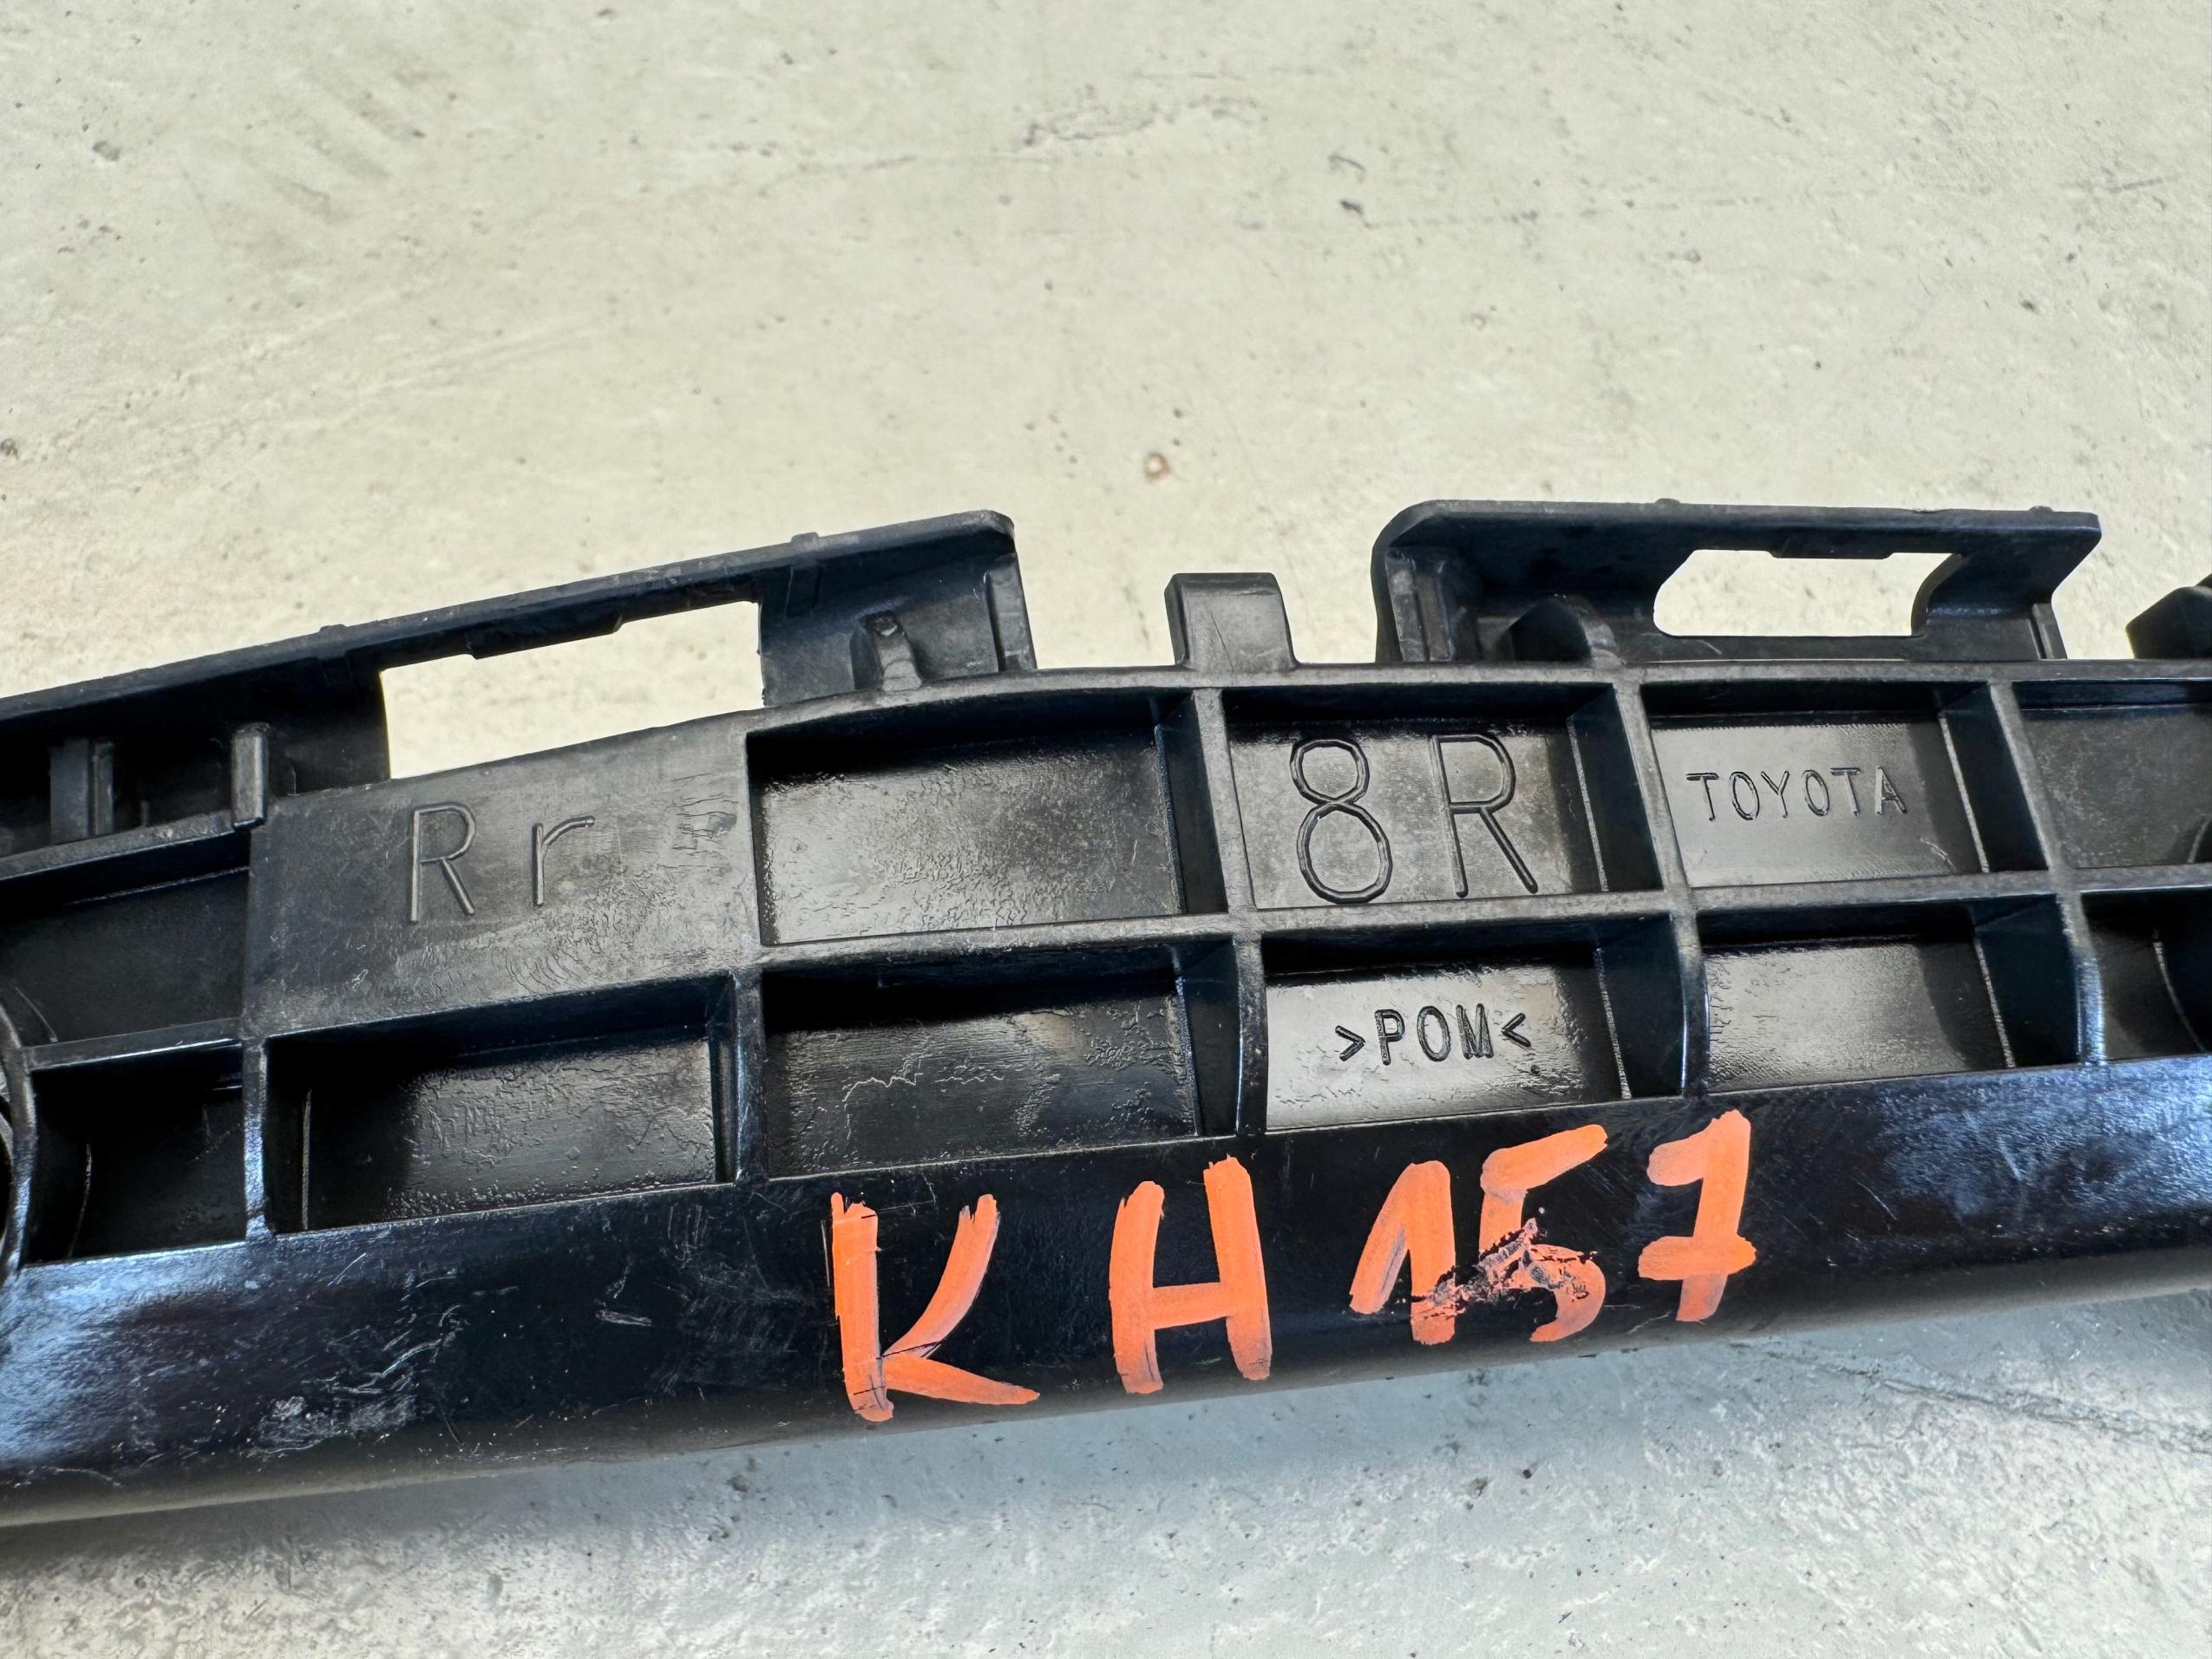 Rr
8R
TOYOTA
>POM<
KH157